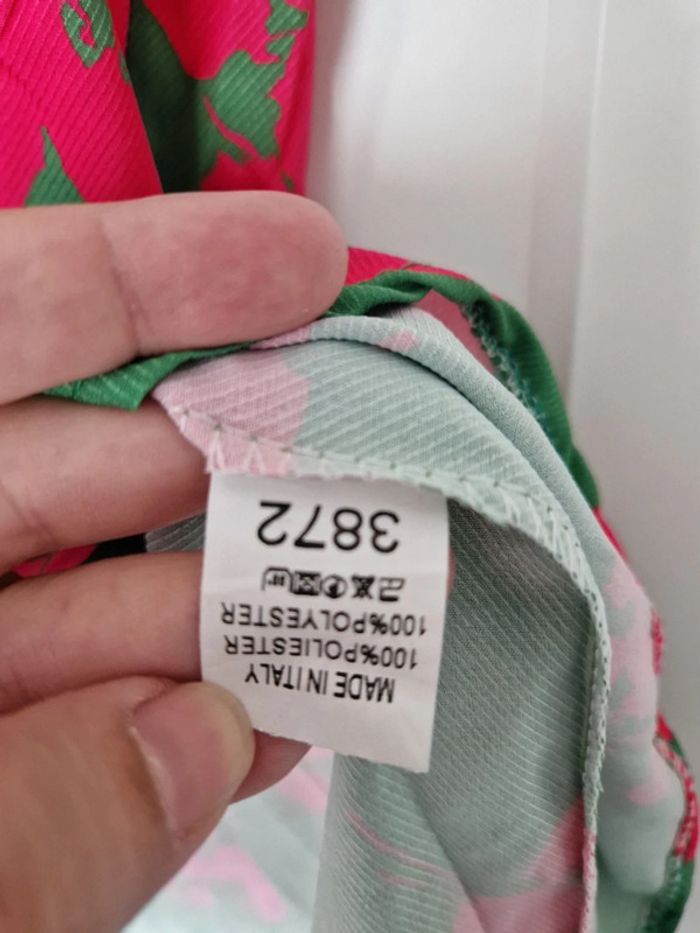 MADE IN ITALY
100%POLIESTER
100%POLYESTER
3872